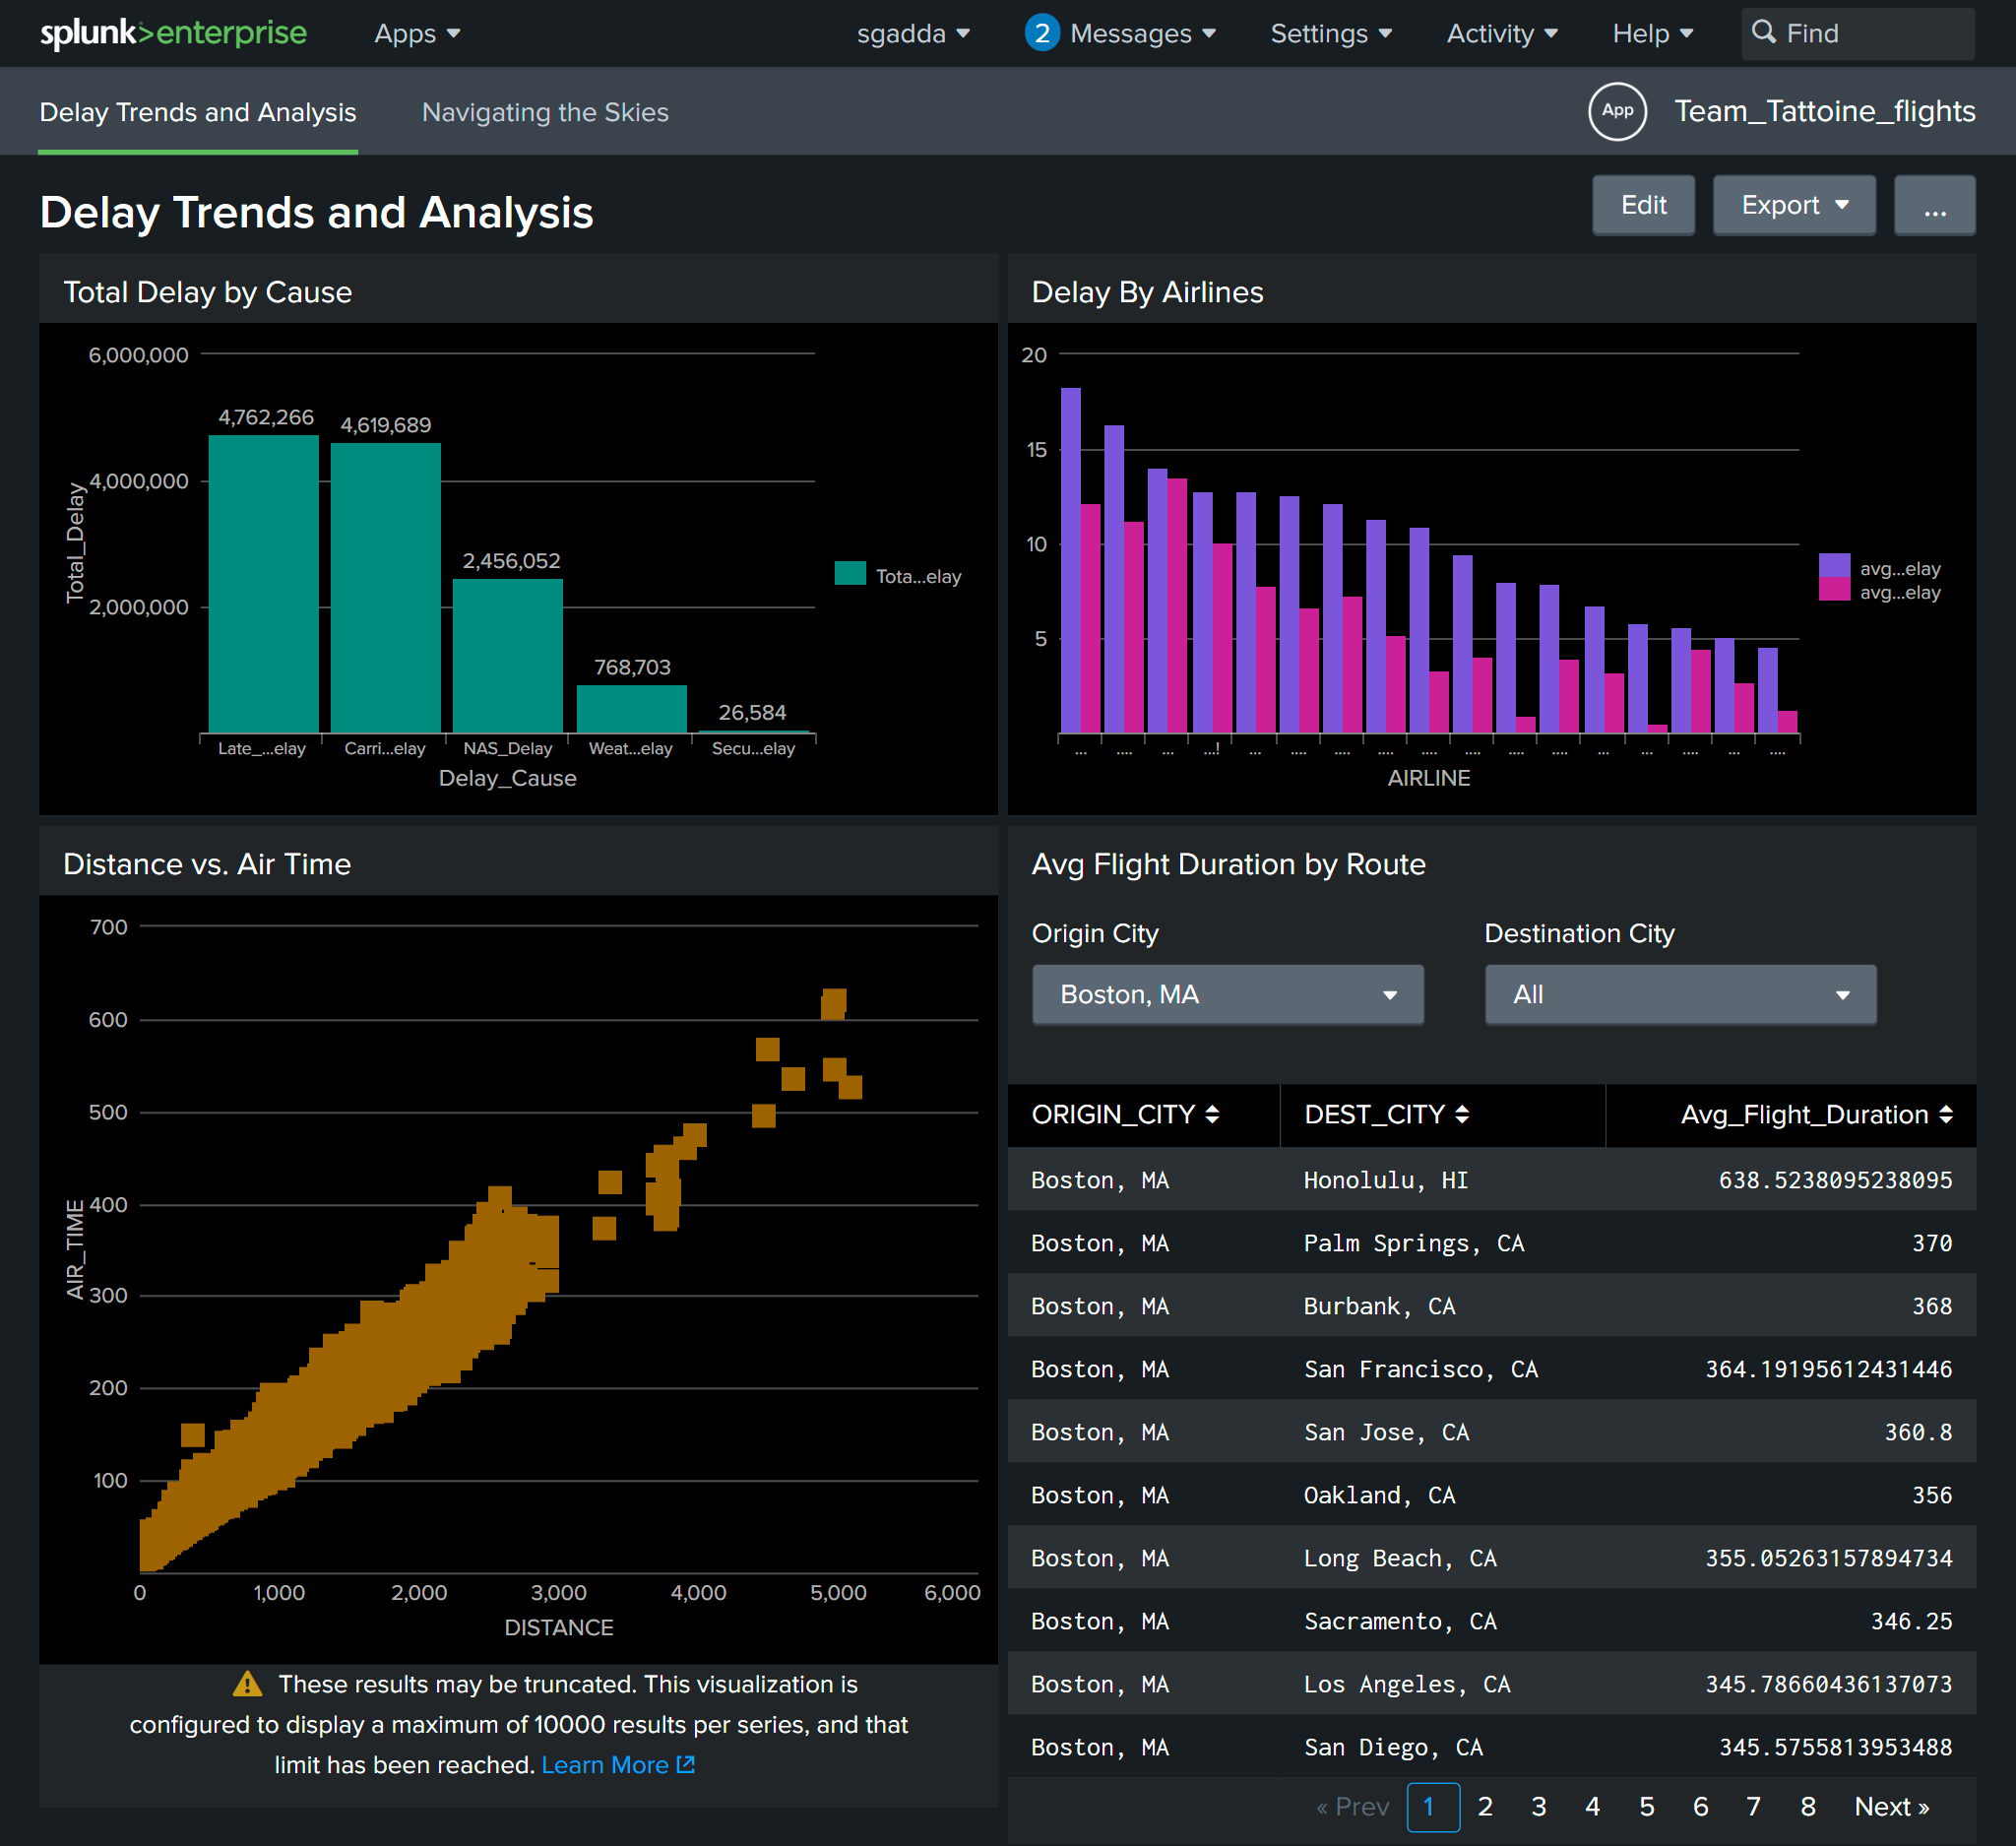 splunk>enterprise Apps sgadda 2 Messages Settings Activity Help Find
Delay Trends and Analysis Navigating the Skies App Team_Tattoine_flights
Delay Trends and Analysis Edit Export ...
Total Delay by Cause
6,000,000
4,000,000
2,000,000
Total_Delay
4,762,266
4,619,689
2,456,052
768,703
26,584
Late_...elay Carri...elay NAS_Delay Weat...elay Secu...elay
Delay_Cause
Tota...elay
Delay By Airlines
20
15
10
5
... .... ... ...! ... .... .... .... .... .... .... .... ... ... .... ... ....
AIRLINE
avg...elay
avg...elay
Distance vs. Air Time
700
600
500
400
300
200
100
AIR_TIME
0 1,000 2,000 3,000 4,000 5,000 6,000
DISTANCE
These results may be truncated. This visualization is
configured to display a maximum of 10000 results per series, and that
limit has been reached. Learn More
Avg Flight Duration by Route
Origin City Destination City
Boston, MA All
ORIGIN_CITY DEST_CITY Avg_Flight_Duration
Boston, MA Honolulu, HI 638.5238095238095
Boston, MA Palm Springs, CA 370
Boston, MA Burbank, CA 368
Boston, MA San Francisco, CA 364.19195612431446
Boston, MA San Jose, CA 360.8
Boston, MA Oakland, CA 356
Boston, MA Long Beach, CA 355.05263157894734
Boston, MA Sacramento, CA 346.25
Boston, MA Los Angeles, CA 345.78660436137073
Boston, MA San Diego, CA 345.5755813953488
« Prev 1 2 3 4 5 6 7 8 Next »